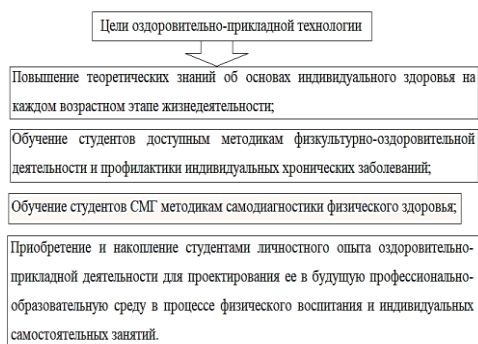 Цели оздоровительно-прикладной технологии
Повышение теоретических знаний об основах индивидуального здоровья на
каждом возрастном этапе жизнедеятельности;
Обучение студентов доступным методикам физкультурно-оздоровительной
деятельности и профилактики индивидуальных хронических заболеваний;
Обучение студентов СМГ методикам самодиагностики физического здоровья;
Приобретение и накопление студентами личностного опыта оздоровительно-
прикладной деятельности для проектирования ее в будущую профессионально-
образовательную среду в процессе физического воспитания и индивидуальных
самостоятельных занятий.